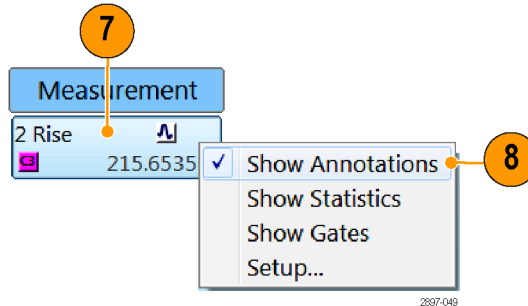 7
Measurement
2 Rise
C3 215.6535
Show Annotations
8
Show Statistics
Show Gates
Setup...
2897-049